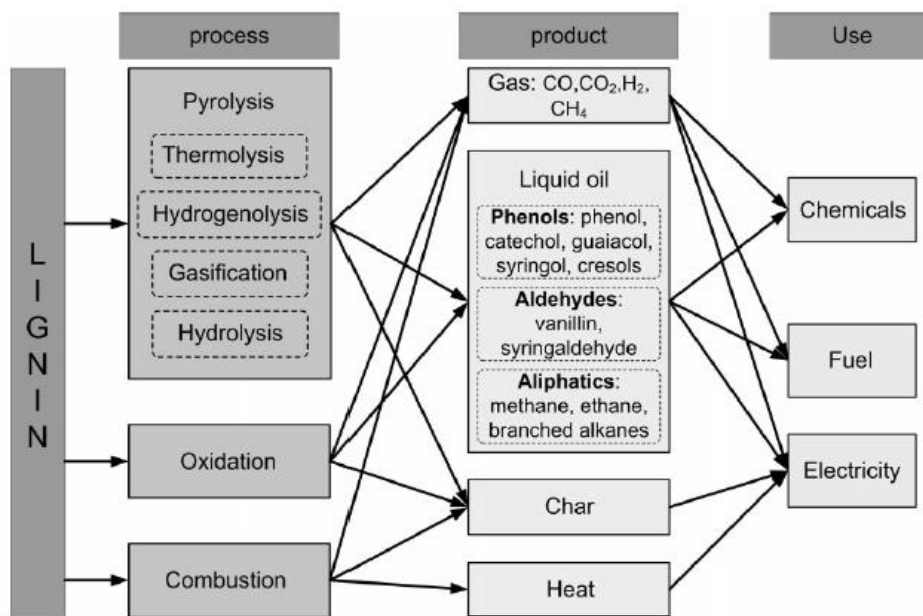 process
product
Use
LIGNIN
Pyrolysis
Thermolysis
Hydrogenolysis
Gasification
Hydrolysis
Oxidation
Combustion
Gas: CO,CO₂,H₂,
CH₄
Liquid oil
Phenols: phenol,
catechol, guaiacol,
syringol, cresols
Aldehydes:
vanillin,
syringaldehyde
Aliphatics:
methane, ethane,
branched alkanes
Char
Heat
Chemicals
Fuel
Electricity